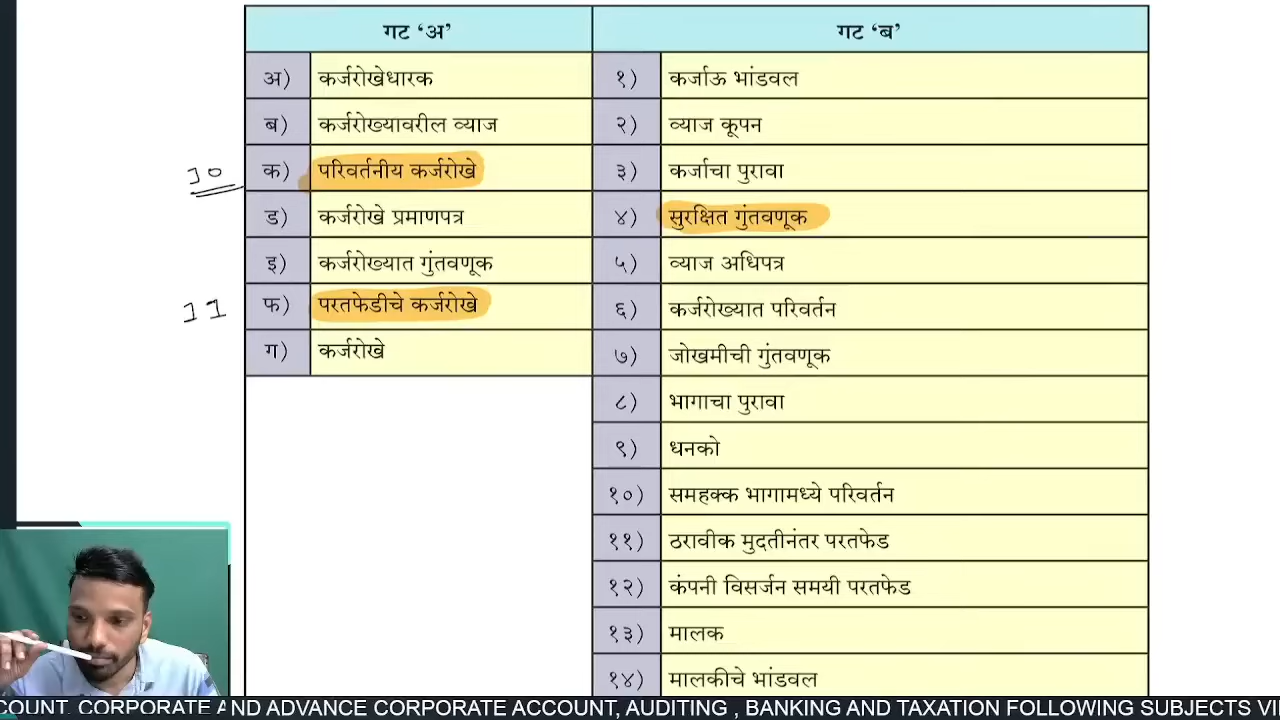 गट ‘अ’ गट ‘ब’
अ) कर्जरोखेधारक १) कर्जाऊ भांडवल
ब) कर्जरोख्यावरील व्याज २) व्याज कूपन
10 क) परिवर्तनीय कर्जरोखे ३) कर्जाचा पुरावा
ड) कर्जरोखे प्रमाणपत्र ४) सुरक्षित गुंतवणूक
इ) कर्जरोख्यात गुंतवणूक ५) व्याज अधिपत्र
11 फ) परतफेडीचे कर्जरोखे ६) कर्जरोख्यात परिवर्तन
ग) कर्जरोखे ७) जोखमीची गुंतवणूक
८) भागाचा पुरावा
९) धनको
१०) समहक्क भागामध्ये परिवर्तन
११) ठरावीक मुदतीनंतर परतफेड
१२) कंपनी विसर्जन समयी परतफेड
१३) मालक
१४) मालकीचे भांडवल
COUNT, CORPORATE AND ADVANCE CORPORATE ACCOUNT, AUDITING , BANKING AND TAXATION FOLLOWING SUBJECTS VI